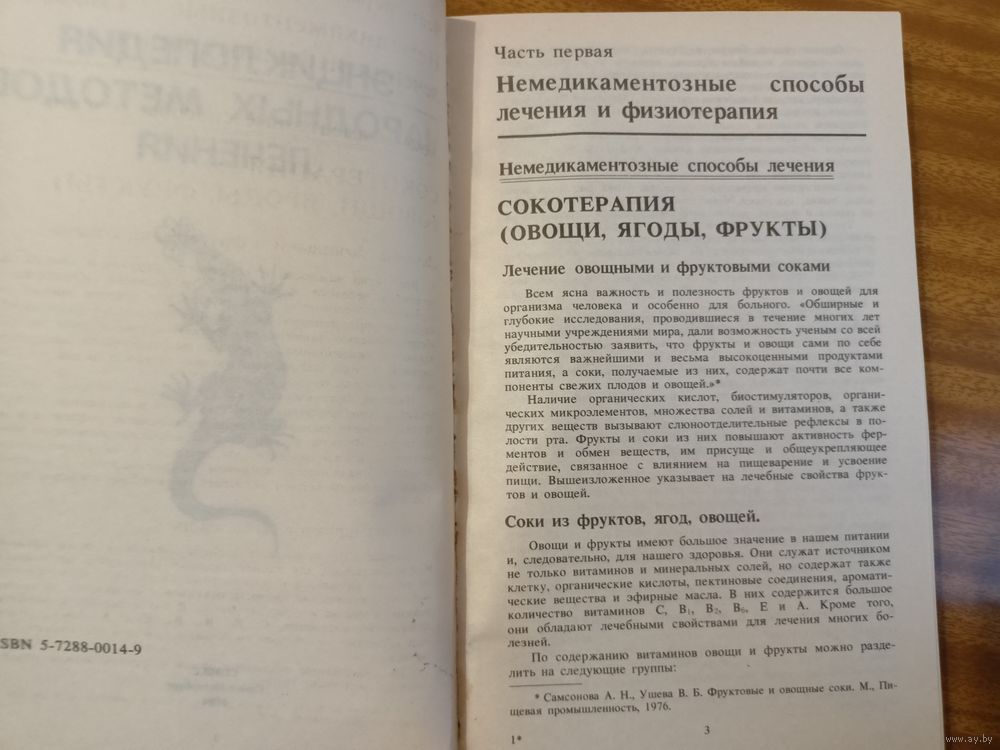 ЭНЦИКЛОПЕДИЯ
НАРОДНЫХ МЕТОДОВ
ЛЕЧЕНИЯ
SBN 5-7288-0014-9
Часть первая
Немедикаментозные способы
лечения и физиотерапия
Немедикаментозные способы лечения
СОКОТЕРАПИЯ
(ОВОЩИ, ЯГОДЫ, ФРУКТЫ)
Лечение овощными и фруктовыми соками
Всем ясна важность и полезность фруктов и овощей для
организма человека и особенно для больного. «Обширные и
глубокие исследования, проводившиеся в течение многих лет
научными учреждениями мира, дали возможность ученым со всей
убедительностью заявить, что фрукты и овощи сами по себе
являются важнейшими и весьма высокоценными продуктами
питания, а соки, получаемые из них, содержат почти все ком-
поненты свежих плодов и овощей.»*
Наличие органических кислот, биостимуляторов, органи-
ческих микроэлементов, множества солей и витаминов, а также
других веществ вызывают слюноотделительные рефлексы в по-
лости рта. Фрукты и соки из них повышают активность фер-
ментов и обмен веществ, им присуще и общеукрепляющее
действие, связанное с влиянием на пищеварение и усвоение
пищи. Вышеизложенное указывает на лечебные свойства фрук-
тов и овощей.
Соки из фруктов, ягод, овощей.
Овощи и фрукты имеют большое значение в нашем питании
и, следовательно, для нашего здоровья. Они служат источником
не только витаминов и минеральных солей, но содержат также
клетку, органические кислоты, пектиновые соединения, аромати-
ческие вещества и эфирные масла. В них содержится большое
количество витаминов С, В₁, В₂, В₆, Е и А. Кроме того,
они обладают лечебными свойствами для лечения многих бо-
лезней.
По содержанию витаминов овощи и фрукты можно разде-
лить на следующие группы:
* Самсонова А. Н., Ушева В. Б. Фруктовые и овощные соки. М., Пи-
щевая промышленность, 1976.
1*
3
www.ay.by